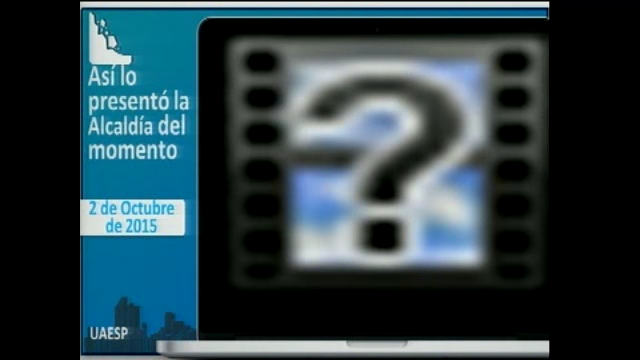 Así lo
presentó la
Alcaldía del
momento
2 de Octubre
de 2015
UAESP